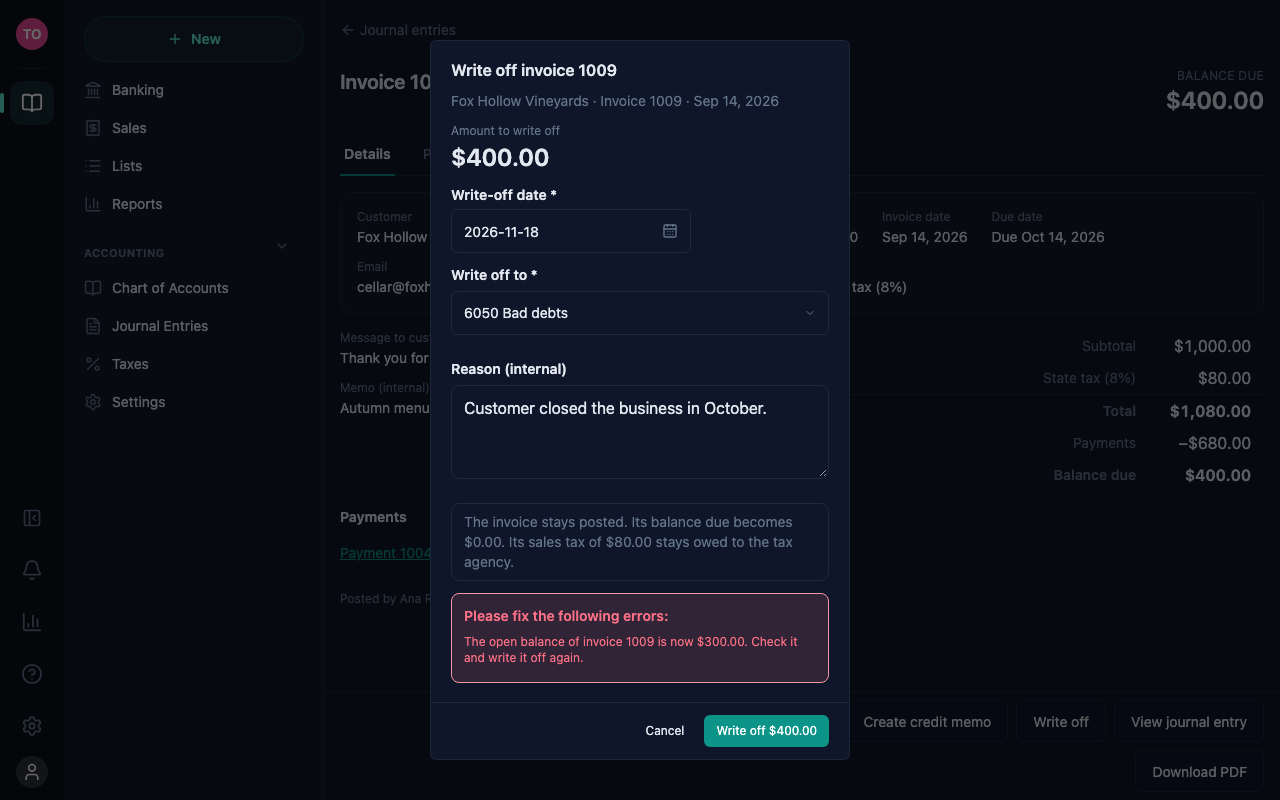 TO
New
Banking
Sales
Lists
Reports
ACCOUNTING
Chart of Accounts
Journal Entries
Taxes
Settings
Journal entries
Invoice 10
BALANCE DUE
$400.00
Details
Customer
Fox Hollow
Invoice date
Sep 14, 2026
Due date
Due Oct 14, 2026
Email
cellar@foxh
tax (8%)
Message to cus
Thank you for
Memo (internal)
Autumn menu
Subtotal
$1,000.00
State tax (8%)
$80.00
Total
$1,080.00
Payments
−$680.00
Balance due
$400.00
Payments
Payment 1004
Posted by Ana R
Create credit memo
Write off
View journal entry
Download PDF
Write off invoice 1009
Fox Hollow Vineyards · Invoice 1009 · Sep 14, 2026
Amount to write off
$400.00
Write-off date *
2026-11-18
Write off to *
6050 Bad debts
Reason (internal)
Customer closed the business in October.
The invoice stays posted. Its balance due becomes
$0.00. Its sales tax of $80.00 stays owed to the tax
agency.
Please fix the following errors:
The open balance of invoice 1009 is now $300.00. Check it
and write it off again.
Cancel
Write off $400.00